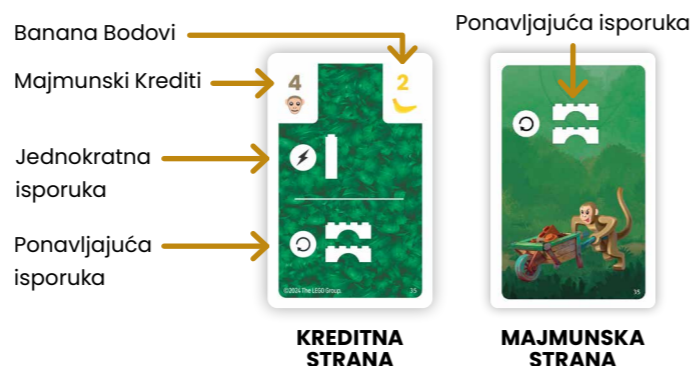 Banana Bodovi
Ponavljajuća isporuka
Majmunski Krediti
4
2
Jednokratna
isporuka
Ponavljajuća
isporuka
©2024 The LEGO Group.
35
35
KREDITNA
STRANA
MAJMUNSKA
STRANA